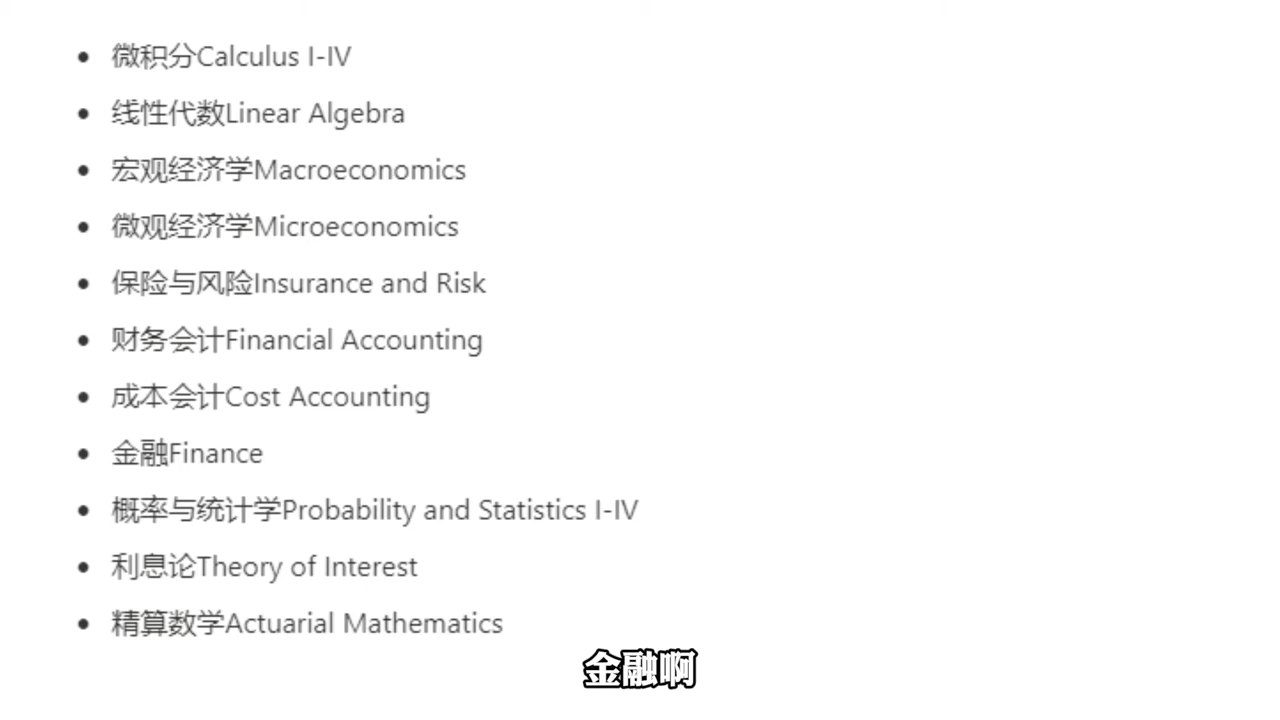 • 微积分Calculus I-IV
• 线性代数Linear Algebra
• 宏观经济学Macroeconomics
• 微观经济学Microeconomics
• 保险与风险Insurance and Risk
• 财务会计Financial Accounting
• 成本会计Cost Accounting
• 金融Finance
• 概率与统计学Probability and Statistics I-IV
• 利息论Theory of Interest
• 精算数学Actuarial Mathematics
金融啊